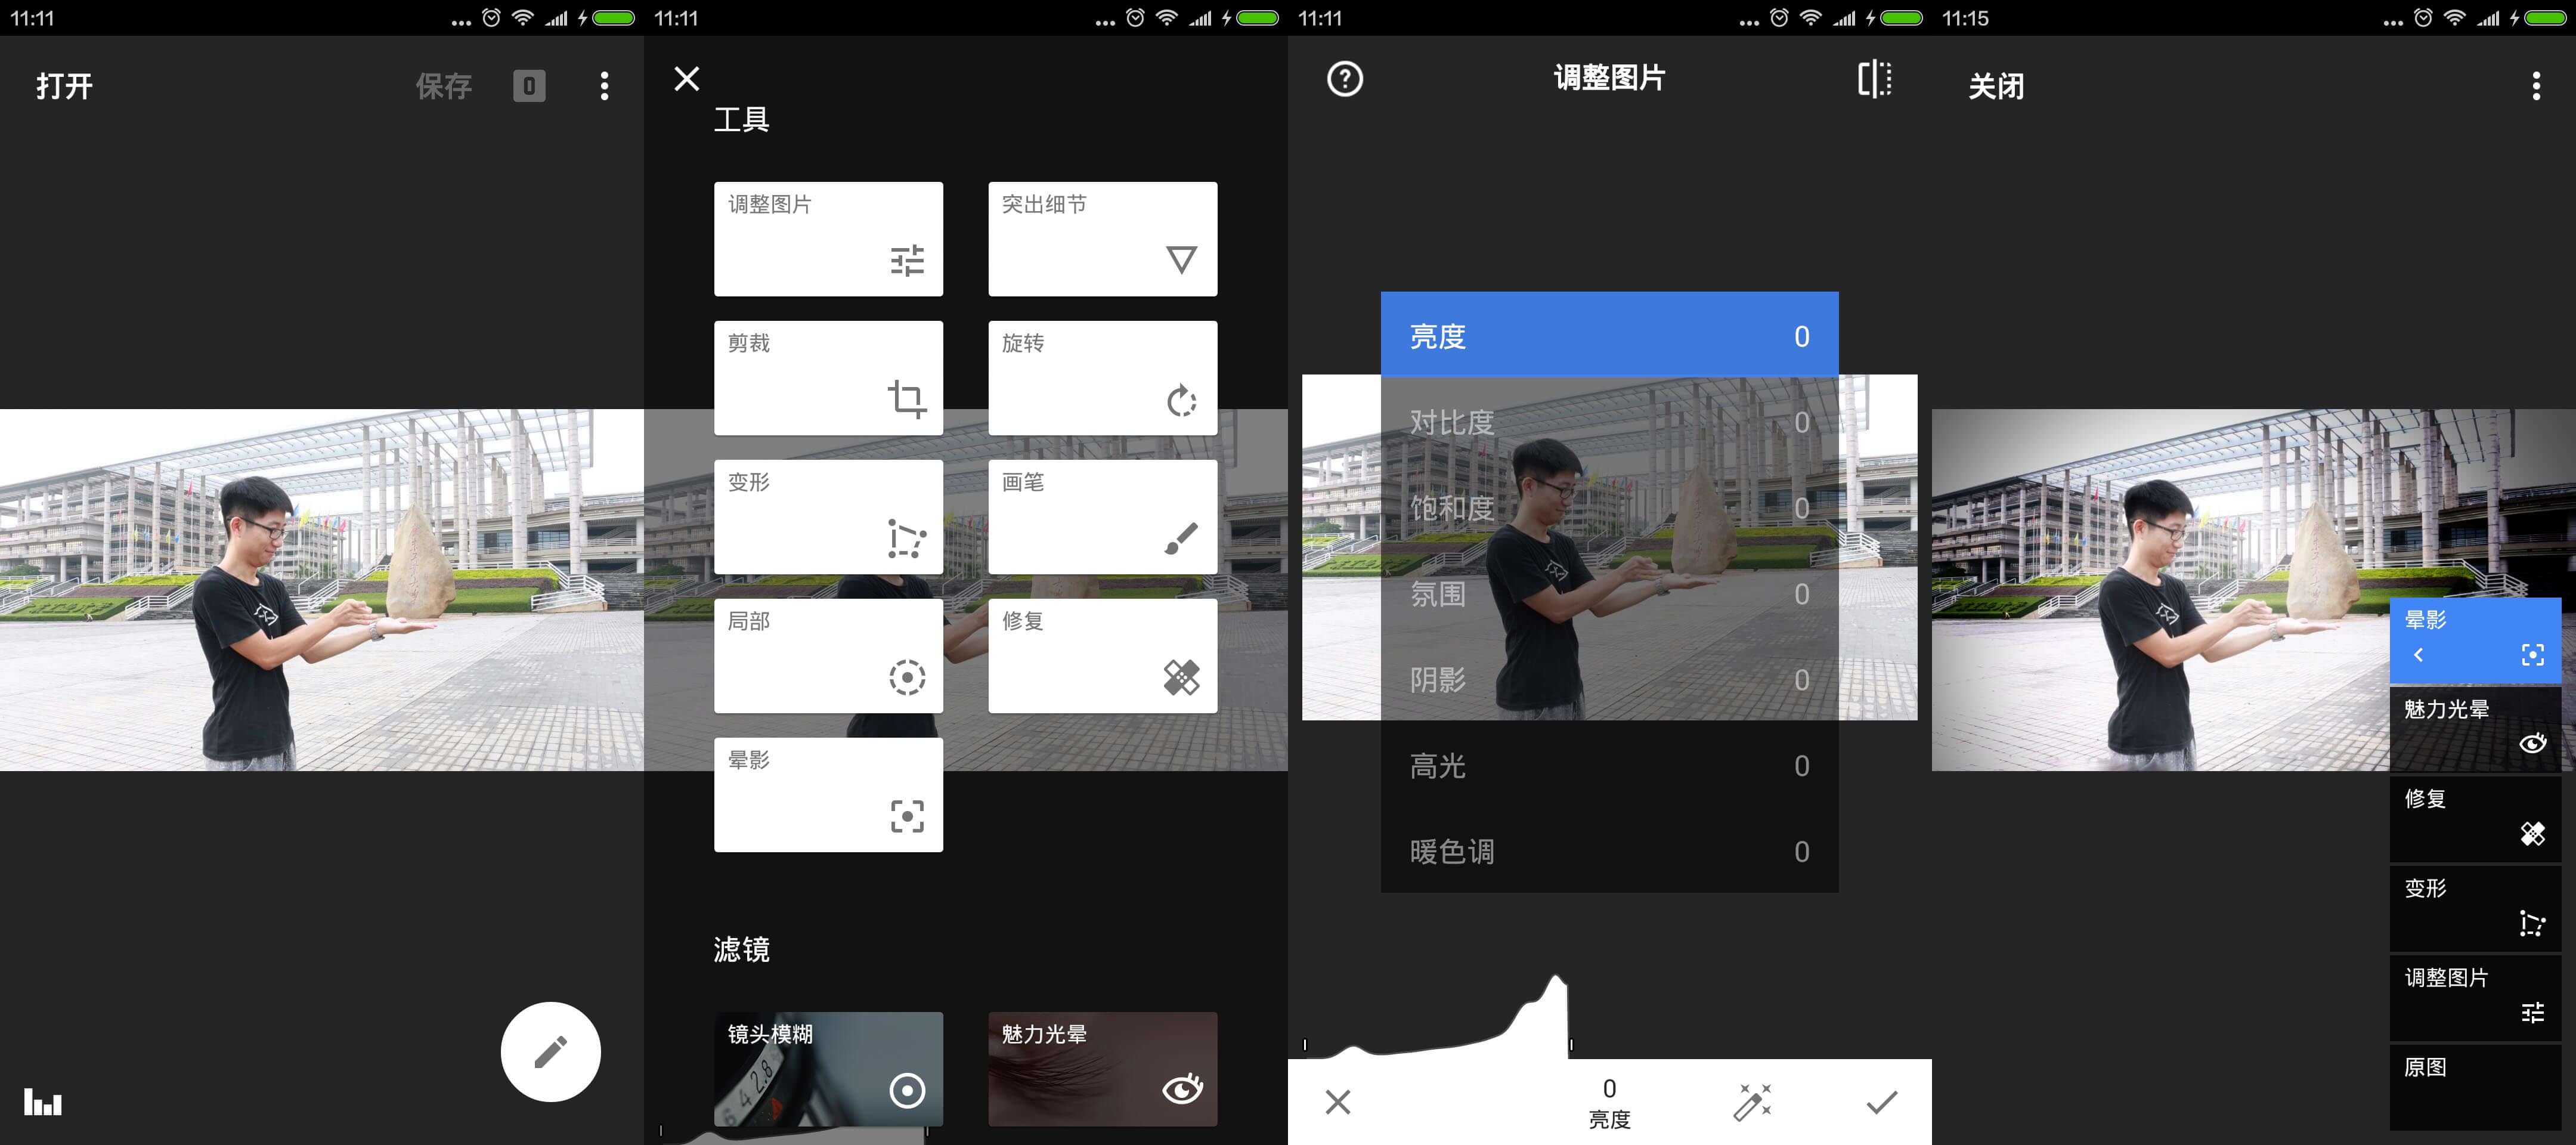 11:11
打开
保存
0
11:11
工具
调整图片
突出细节
剪裁
旋转
变形
画笔
局部
修复
晕影
滤镜
镜头模糊
魅力光晕
11:11
调整图片
亮度 0
对比度 0
饱和度 0
氛围 0
阴影 0
高光 0
暖色调 0
0
亮度
11:15
关闭
晕影
魅力光晕
修复
变形
调整图片
原图